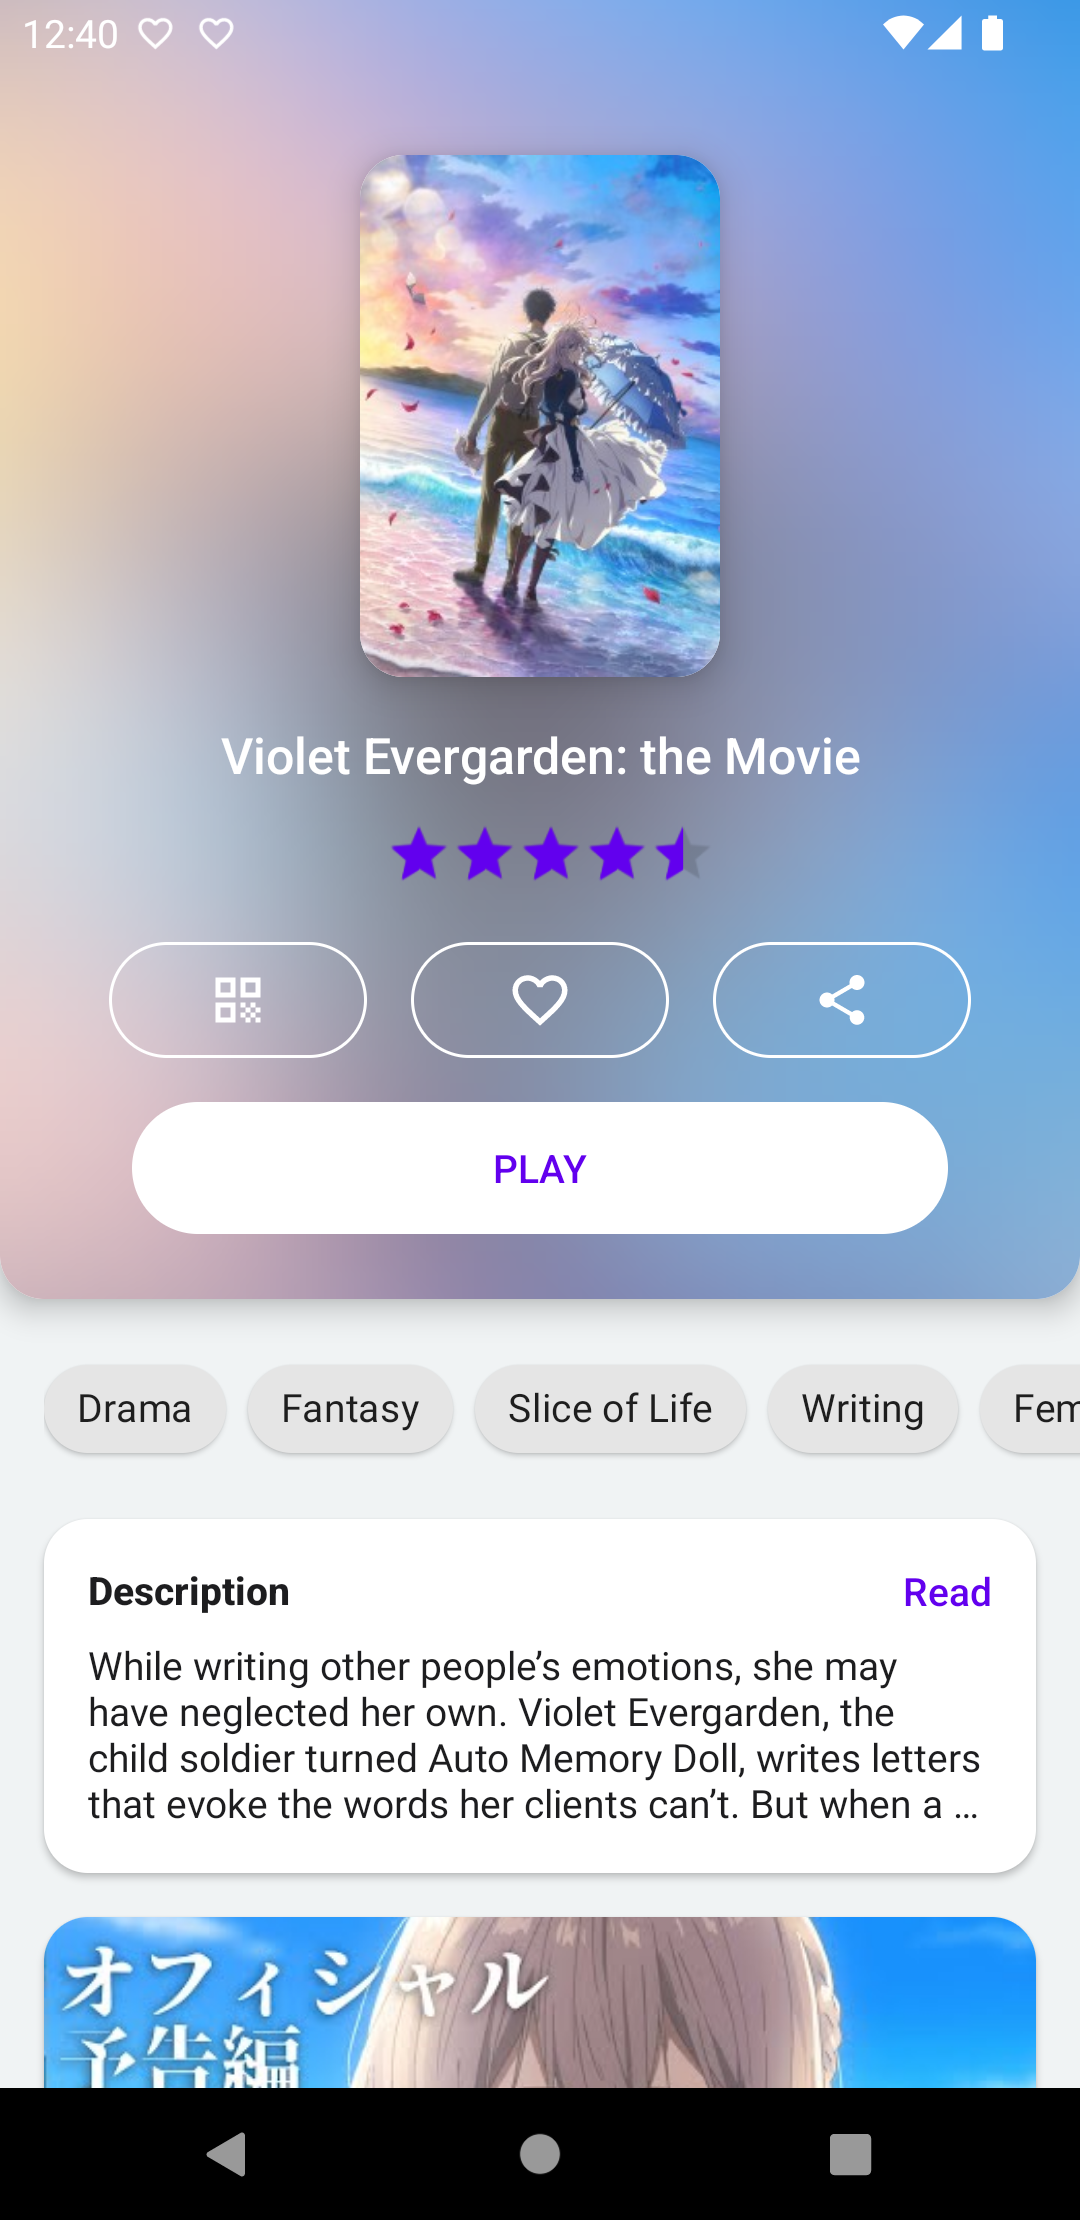 12:40
Violet Evergarden: the Movie
PLAY
Drama
Fantasy
Slice of Life
Writing
Fem
Description
Read
While writing other people’s emotions, she may
have neglected her own. Violet Evergarden, the
child soldier turned Auto Memory Doll, writes letters
that evoke the words her clients can’t. But when a …
オフィシャル
予告編